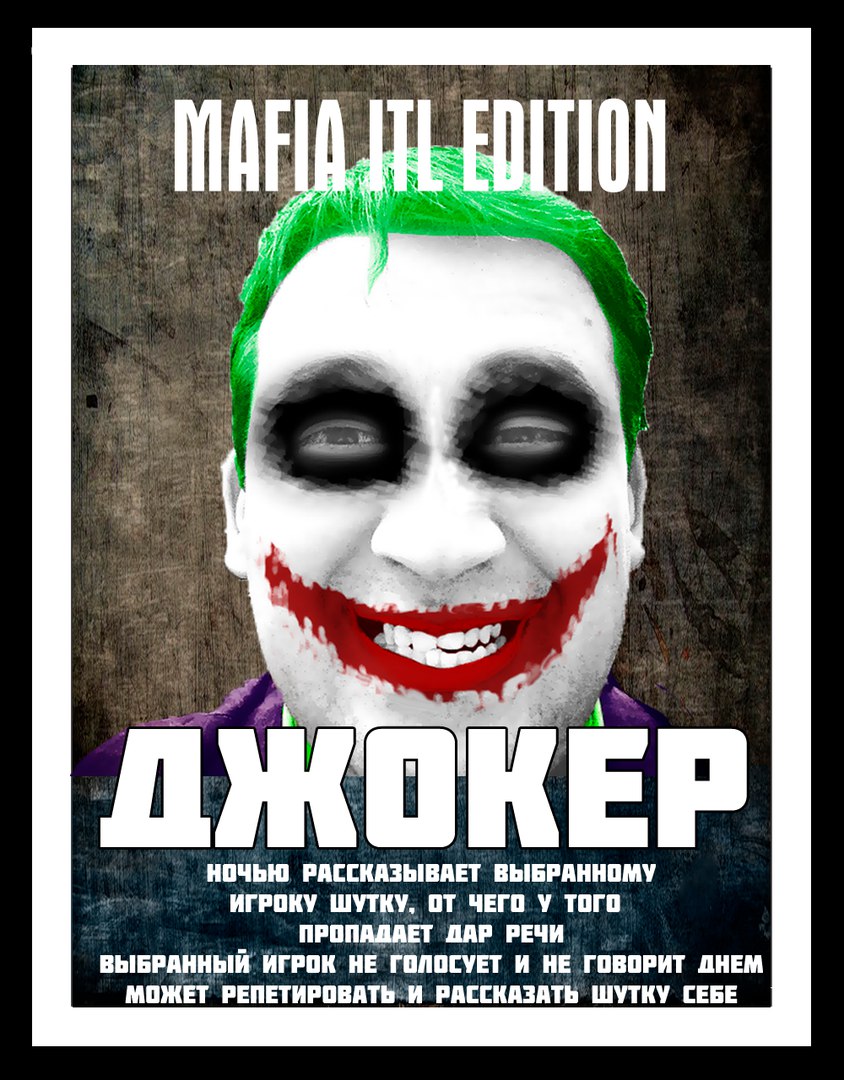 MAFIA ITL EDITION
ДЖОКЕР
НОЧЬЮ РАССКАЗЫВАЕТ ВЫБРАННОМУ
ИГРОКУ ШУТКУ, ОТ ЧЕГО У ТОГО
ПРОПАДАЕТ ДАР РЕЧИ
ВЫБРАННЫЙ ИГРОК НЕ ГОЛОСУЕТ И НЕ ГОВОРИТ ДНЕМ
МОЖЕТ РЕПЕТИРОВАТЬ И РАССКАЗАТЬ ШУТКУ СЕБЕ